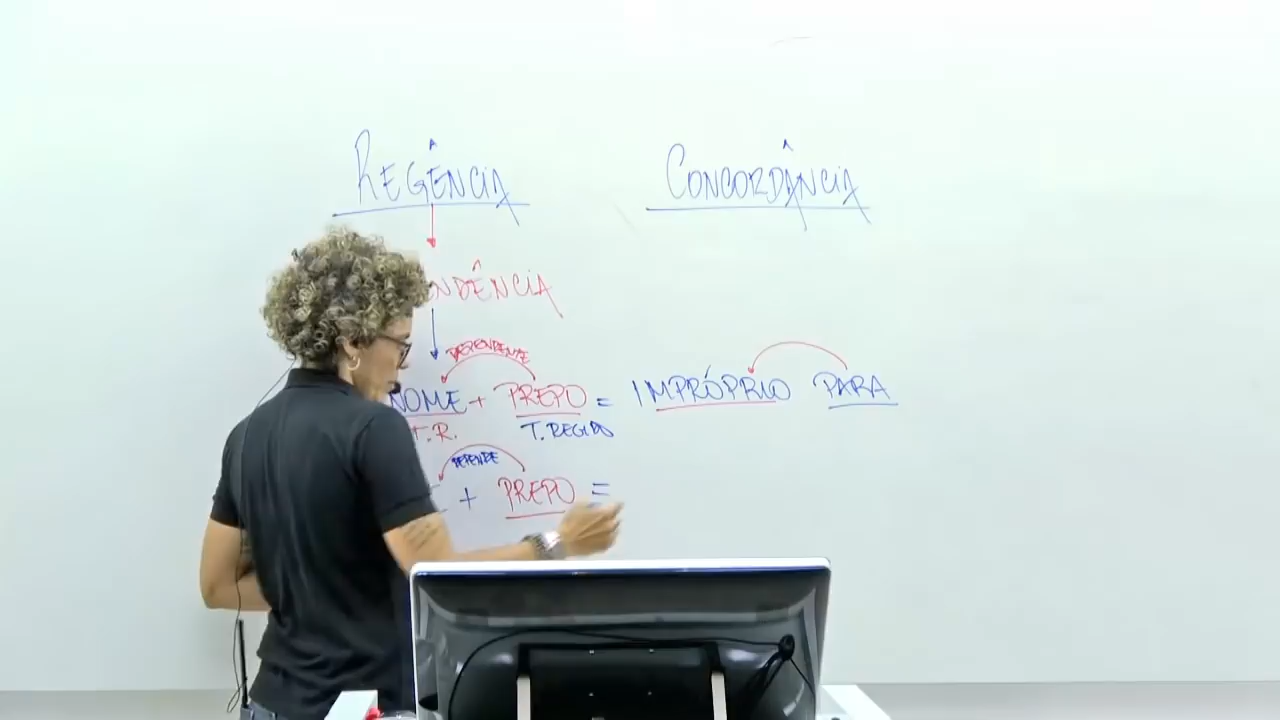 REGÊNCIA CONCORDÂNCIA
NDÊNCIA
DEPENDENTE
NOME + PREPO = IMPRÓPRIO PARA
T.R. T. REGIDO
DEPENDE
+ PREPO =